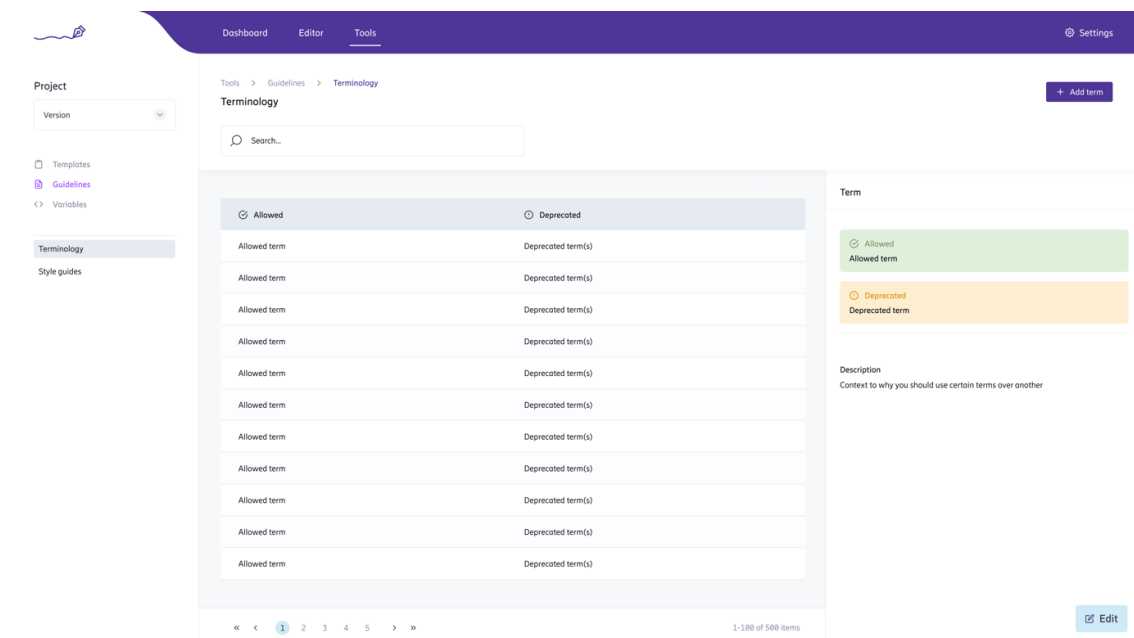 Dashboard Editor Tools Settings
Project
Version
Templates
Guidelines
Variables
Terminology
Style guides
Tools > Guidelines > Terminology
Terminology
+ Add term
Search...
Allowed Deprecated
Allowed term Deprecated term(s)
Allowed term Deprecated term(s)
Allowed term Deprecated term(s)
Allowed term Deprecated term(s)
Allowed term Deprecated term(s)
Allowed term Deprecated term(s)
Allowed term Deprecated term(s)
Allowed term Deprecated term(s)
Allowed term Deprecated term(s)
Allowed term Deprecated term(s)
Allowed term Deprecated term(s)
« < 1 2 3 4 5 > » 1-100 of 500 items
Term
Allowed
Allowed term
Deprecated
Deprecated term
Description
Context to why you should use certain terms over another
Edit